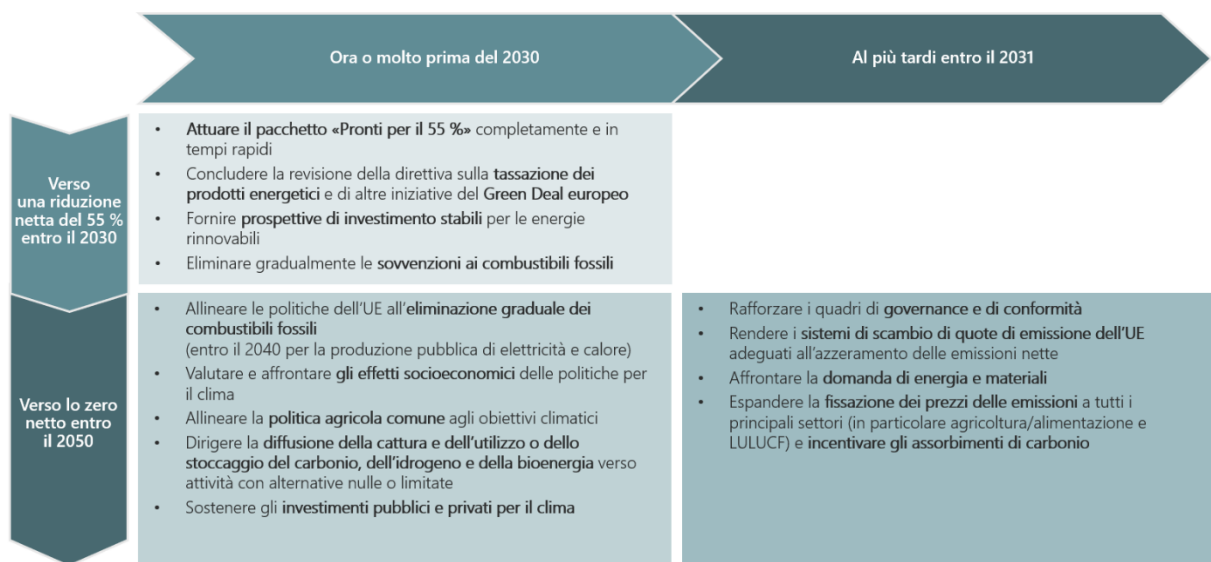 Ora o molto prima del 2030
Al più tardi entro il 2031
Verso
una riduzione
netta del 55 %
entro il 2030
• Attuare il pacchetto «Pronti per il 55 %» completamente e in
tempi rapidi
• Concludere la revisione della direttiva sulla tassazione dei
prodotti energetici e di altre iniziative del Green Deal europeo
• Fornire prospettive di investimento stabili per le energie
rinnovabili
• Eliminare gradualmente le sovvenzioni ai combustibili fossili
Verso lo zero
netto entro
il 2050
• Allineare le politiche dell'UE all'eliminazione graduale dei
combustibili fossili
(entro il 2040 per la produzione pubblica di elettricità e calore)
• Valutare e affrontare gli effetti socioeconomici delle politiche per
il clima
• Allineare la politica agricola comune agli obiettivi climatici
• Dirigere la diffusione della cattura e dell'utilizzo o dello
stoccaggio del carbonio, dell'idrogeno e della bioenergia verso
attività con alternative nulle o limitate
• Sostenere gli investimenti pubblici e privati per il clima
• Rafforzare i quadri di governance e di conformità
• Rendere i sistemi di scambio di quote di emissione dell'UE
adeguati all'azzeramento delle emissioni nette
• Affrontare la domanda di energia e materiali
• Espandere la fissazione dei prezzi delle emissioni a tutti i
principali settori (in particolare agricoltura/alimentazione e
LULUCF) e incentivare gli assorbimenti di carbonio